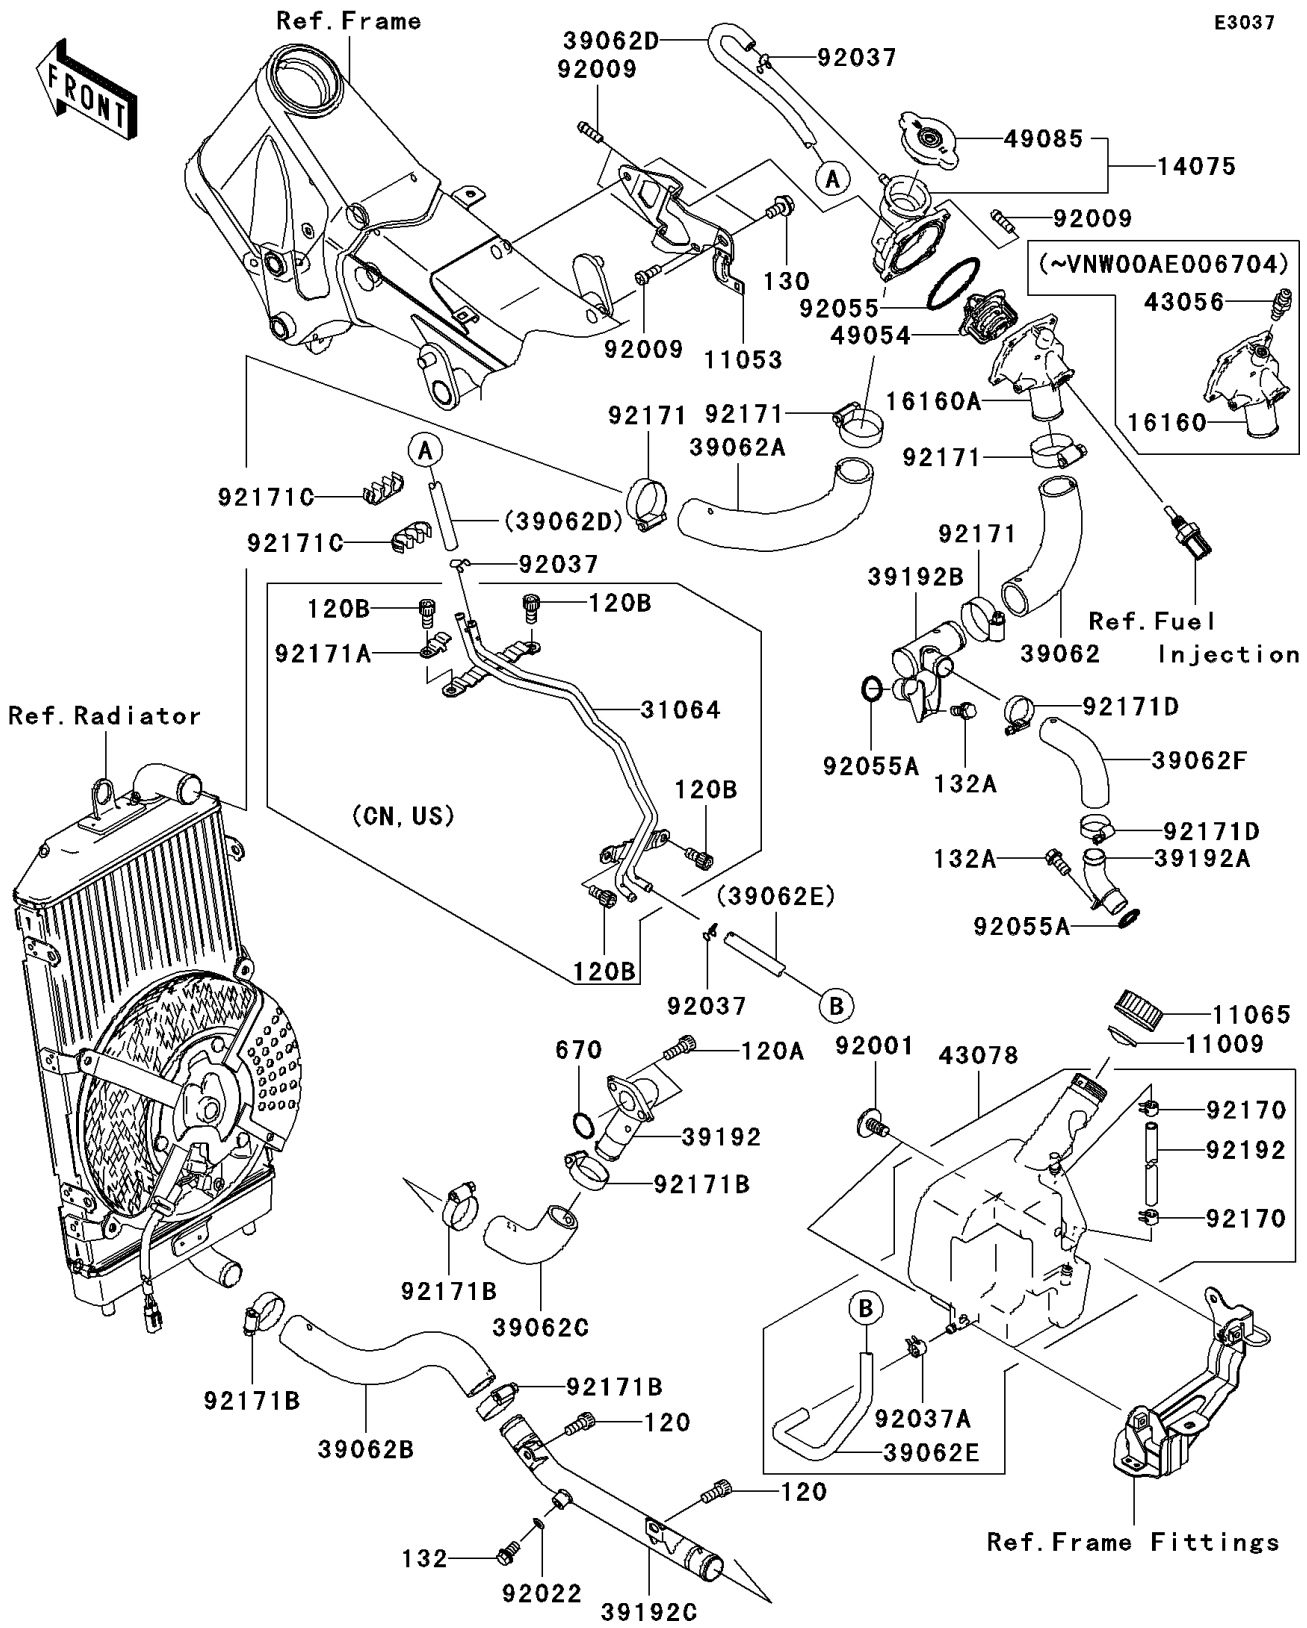 Ref.Frame
E3037
FRONT
39062D
92037
92009
49085
14075
A
92009
130
(~VNW00AE006704)
43056
92055
49054
92009
11053
16160A
16160
92171
92171
39062A
92171
A
92171C
(39062D)
92171C
92037
92171
39192B
120B
120B
92171A
Ref.Fuel
Injection
39062
31064
92171D
Ref.Radiator
92055A
132A
39062F
120B
(CN,US)
92171D
132A
39192A
(39062E)
92055A
120B
92037
B
11065
11009
670
120A
92001
43078
92170
39192
92192
92171B
92170
92171B
39062C
B
92171B
92171B
92037A
120
39062B
39062E
120
Ref.Frame Fittings
132
92022
39192C